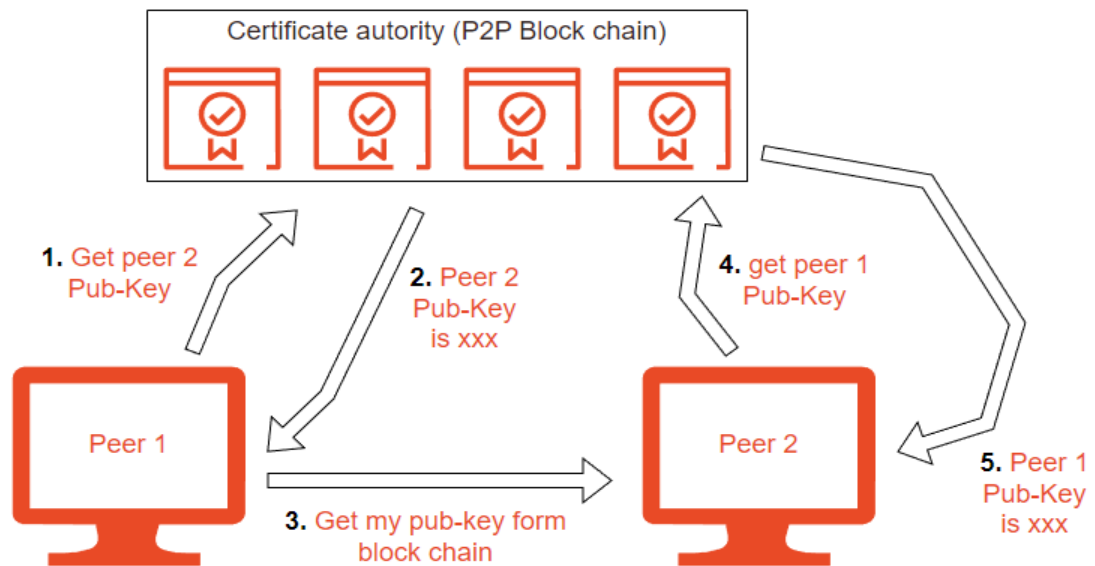 Certificate autority (P2P Block chain)
1. Get peer 2
Pub-Key
2. Peer 2
Pub-Key
is xxx
4. get peer 1
Pub-Key
Peer 1
Peer 2
3. Get my pub-key form
block chain
5. Peer 1
Pub-Key
is xxx